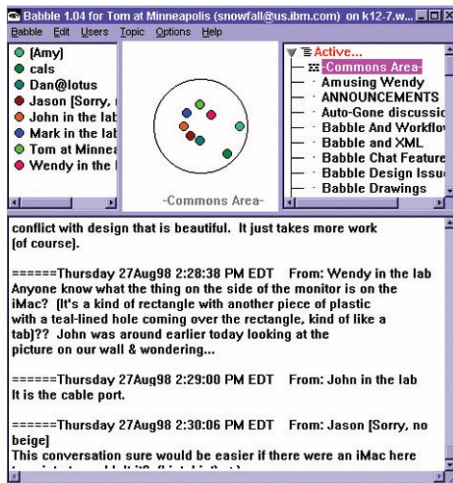 Babble 1.04 for Tom at Minneapolis (snowfall@us.ibm.com) on k12-7.w...
Babble Edit Users Topic Options Help
(Amy)
cals
Dan@lotus
Jason [Sorry,
John in the lab
Mark in the lab
Tom at Minnea
Wendy in the
-Commons Area-
Active...
-Commons Area-
Amusing Wendy
ANNOUNCEMENTS
Auto-Gone discussio
Babble And Workflow
Babble and XML
Babble Chat Feature
Babble Design Issu
Babble Drawings
conflict with design that is beautiful. It just takes more work
(of course).
======Thursday 27Aug98 2:28:38 PM EDT From: Wendy in the lab
Anyone know what the thing on the side of the monitor is on the
iMac? (It's a kind of rectangle with another piece of plastic
with a teal-lined hole coming over the rectangle, kind of like a
tab)?? John was around earlier today looking at the
picture on our wall & wondering...
======Thursday 27Aug98 2:29:00 PM EDT From: John in the lab
It is the cable port.
======Thursday 27Aug98 2:30:06 PM EDT From: Jason [Sorry, no
beige]
This conversation sure would be easier if there were an iMac here